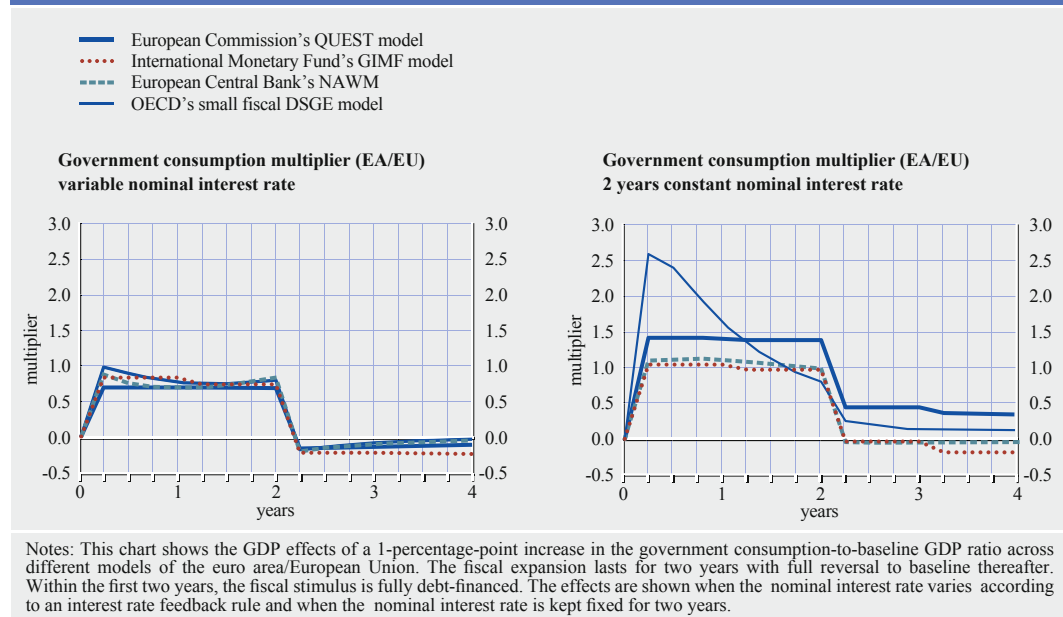 European Commission's QUEST model
International Monetary Fund's GIMF model
European Central Bank's NAWM
OECD's small fiscal DSGE model
Government consumption multiplier (EA/EU)
variable nominal interest rate
3.0
2.5
2.0
1.5
1.0
0.5
0.0
-0.5
multiplier
3.0
2.5
2.0
1.5
1.0
0.5
0.0
-0.5
0 1 2 3 4
years
Government consumption multiplier (EA/EU)
2 years constant nominal interest rate
3.0
2.5
2.0
1.5
1.0
0.5
0.0
-0.5
multiplier
3.0
2.5
2.0
1.5
1.0
0.5
0.0
-0.5
0 1 2 3 4
years
Notes: This chart shows the GDP effects of a 1-percentage-point increase in the government consumption-to-baseline GDP ratio across
different models of the euro area/European Union. The fiscal expansion lasts for two years with full reversal to baseline thereafter.
Within the first two years, the fiscal stimulus is fully debt-financed. The effects are shown when the nominal interest rate varies according
to an interest rate feedback rule and when the nominal interest rate is kept fixed for two years.